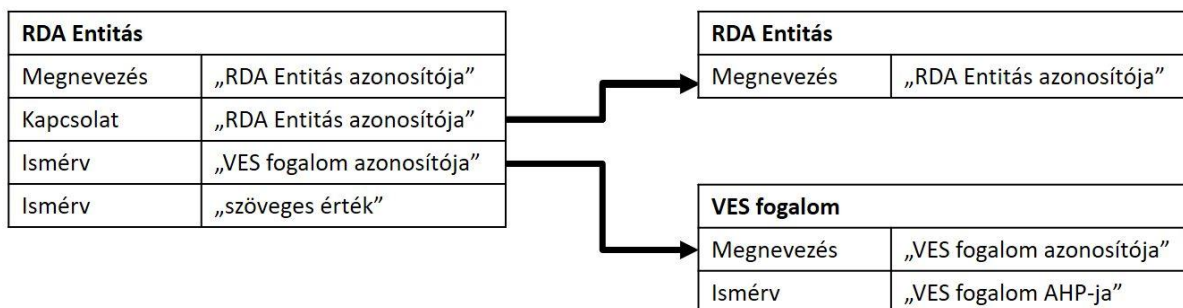 RDA Entitás
Megnevezés „RDA Entitás azonosítója”
Kapcsolat „RDA Entitás azonosítója”
Ismérv „VES fogalom azonosítója”
Ismérv „szöveges érték”
RDA Entitás
Megnevezés „RDA Entitás azonosítója”
VES fogalom
Megnevezés „VES fogalom azonosítója”
Ismérv „VES fogalom AHP-ja”